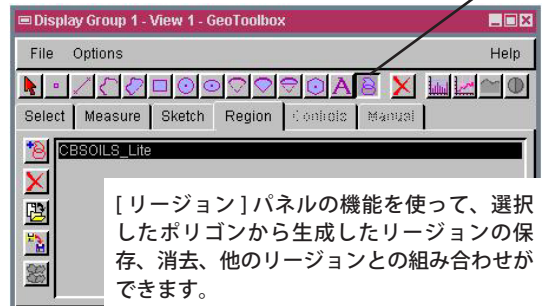 Display Group 1 - View 1 - GeoToolbox
File Options Help
Select Measure Sketch Region Controls Manual
CBSOILS_Lite
[リージョン]パネルの機能を使って、選択
したポリゴンから生成したリージョンの保
存、消去、他のリージョンとの組み合わせが
できます。